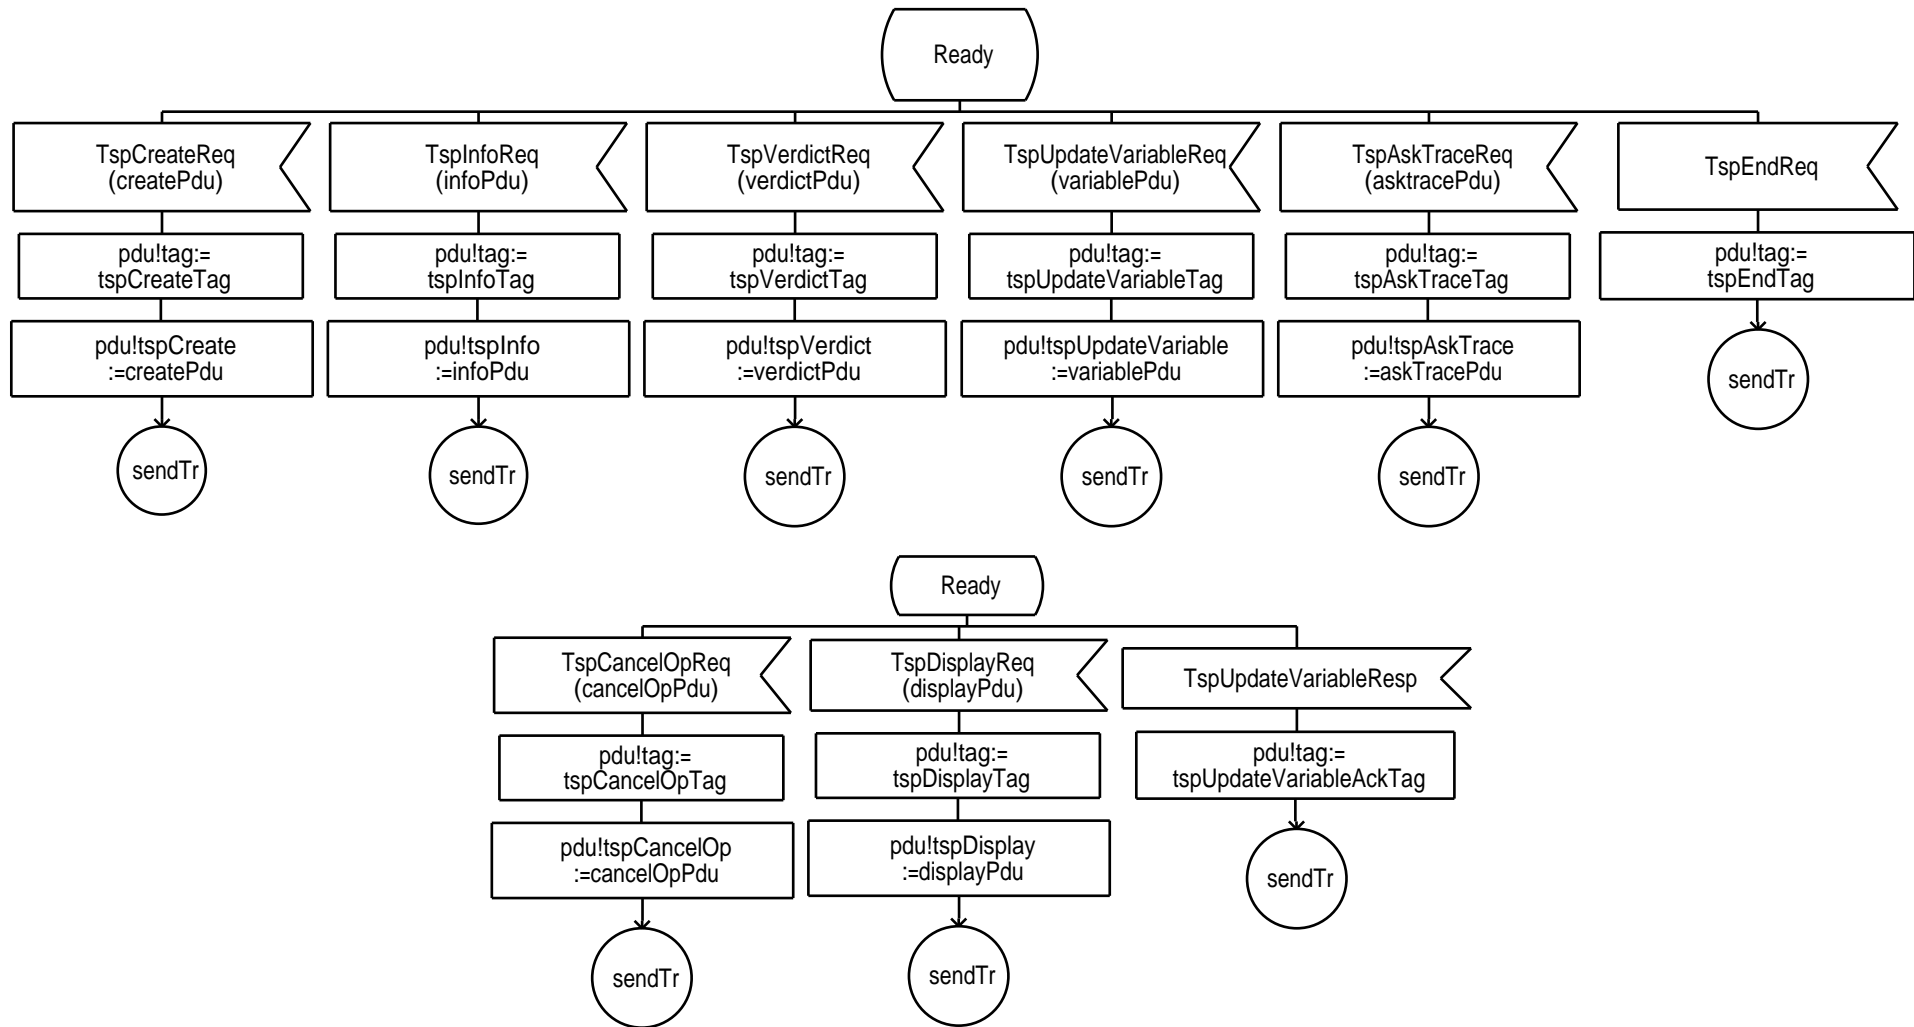 Ready
TspCreateReq
(createPdu)
TspInfoReq
(infoPdu)
TspVerdictReq
(verdictPdu)
TspUpdateVariableReq
(variablePdu)
TspAskTraceReq
(asktracePdu)
TspEndReq
pdu!tag:=
tspCreateTag
pdu!tag:=
tspInfoTag
pdu!tag:=
tspVerdictTag
pdu!tag:=
tspUpdateVariableTag
pdu!tag:=
tspAskTraceTag
pdu!tag:=
tspEndTag
pdu!tspCreate
:=createPdu
pdu!tspInfo
:=infoPdu
pdu!tspVerdict
:=verdictPdu
pdu!tspUpdateVariable
:=variablePdu
pdu!tspAskTrace
:=askTracePdu
sendTr
sendTr
sendTr
sendTr
sendTr
sendTr
Ready
TspCancelOpReq
(cancelOpPdu)
TspDisplayReq
(displayPdu)
TspUpdateVariableResp
pdu!tag:=
tspCancelOpTag
pdu!tag:=
tspDisplayTag
pdu!tag:=
tspUpdateVariableAckTag
pdu!tspCancelOp
:=cancelOpPdu
pdu!tspDisplay
:=displayPdu
sendTr
sendTr
sendTr